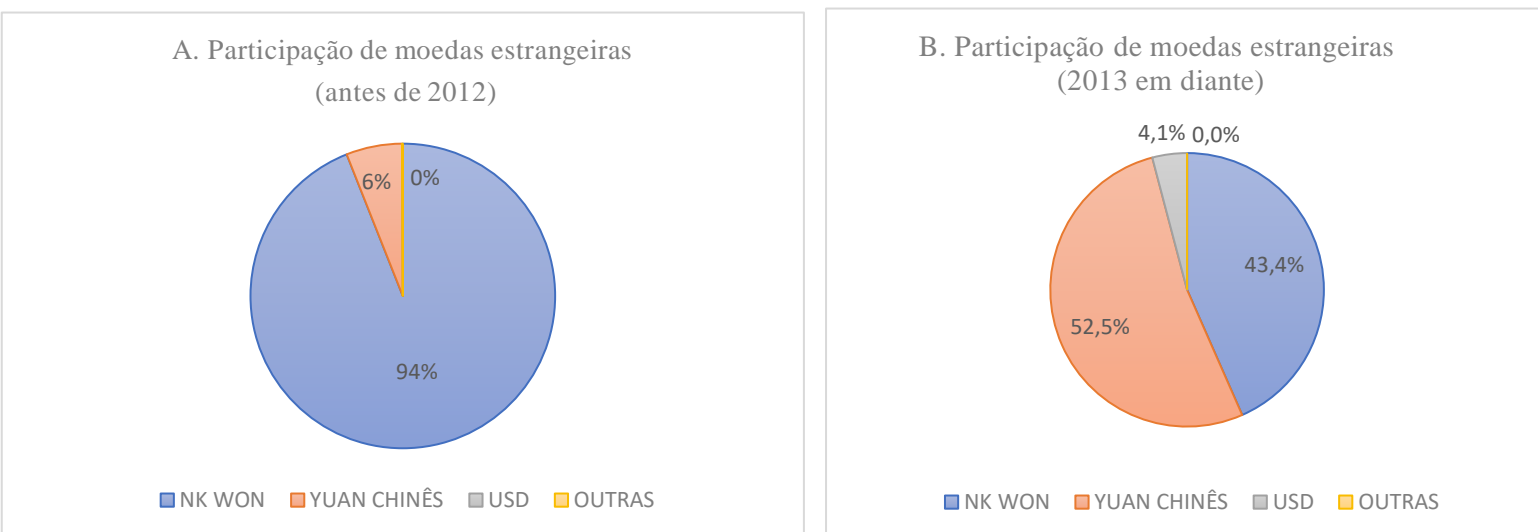 A. Participação de moedas estrangeiras
(antes de 2012)
6%
0%
94%
NK WON YUAN CHINÊS USD OUTRAS
B. Participação de moedas estrangeiras
(2013 em diante)
4,1% 0,0%
43,4%
52,5%
NK WON YUAN CHINÊS USD OUTRAS